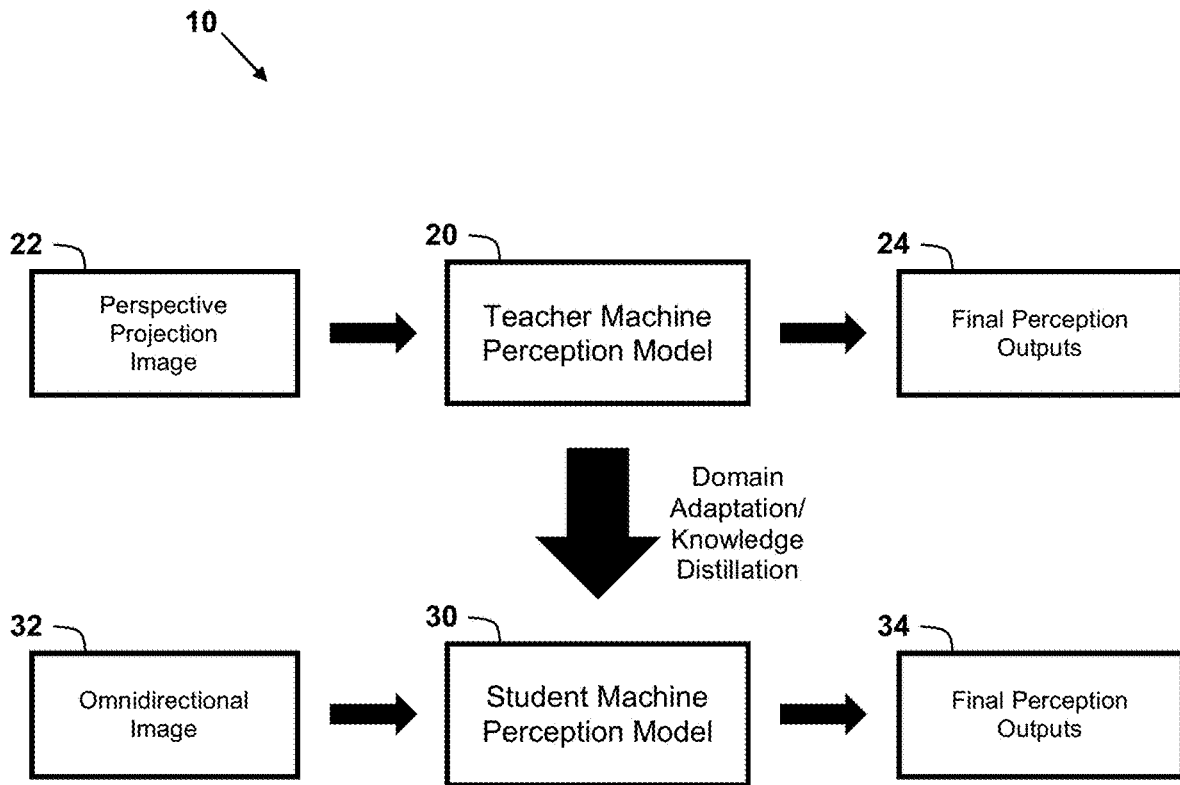 10
22
Perspective
Projection
Image
20
Teacher Machine
Perception Model
24
Final Perception
Outputs
Domain
Adaptation/
Knowledge
Distillation
32
Omnidirectional
Image
30
Student Machine
Perception Model
34
Final Perception
Outputs